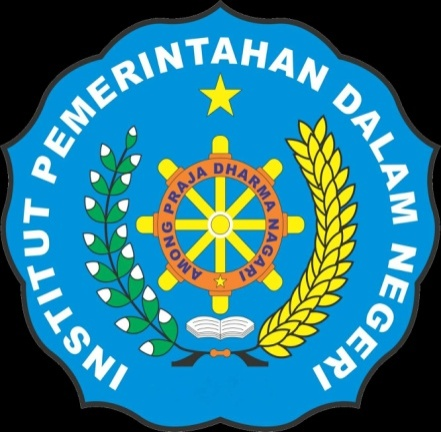 INSTITUT PEMERINTAHAN DALAM NEGERI
AMONG PRAJA DHARMA NAGARI